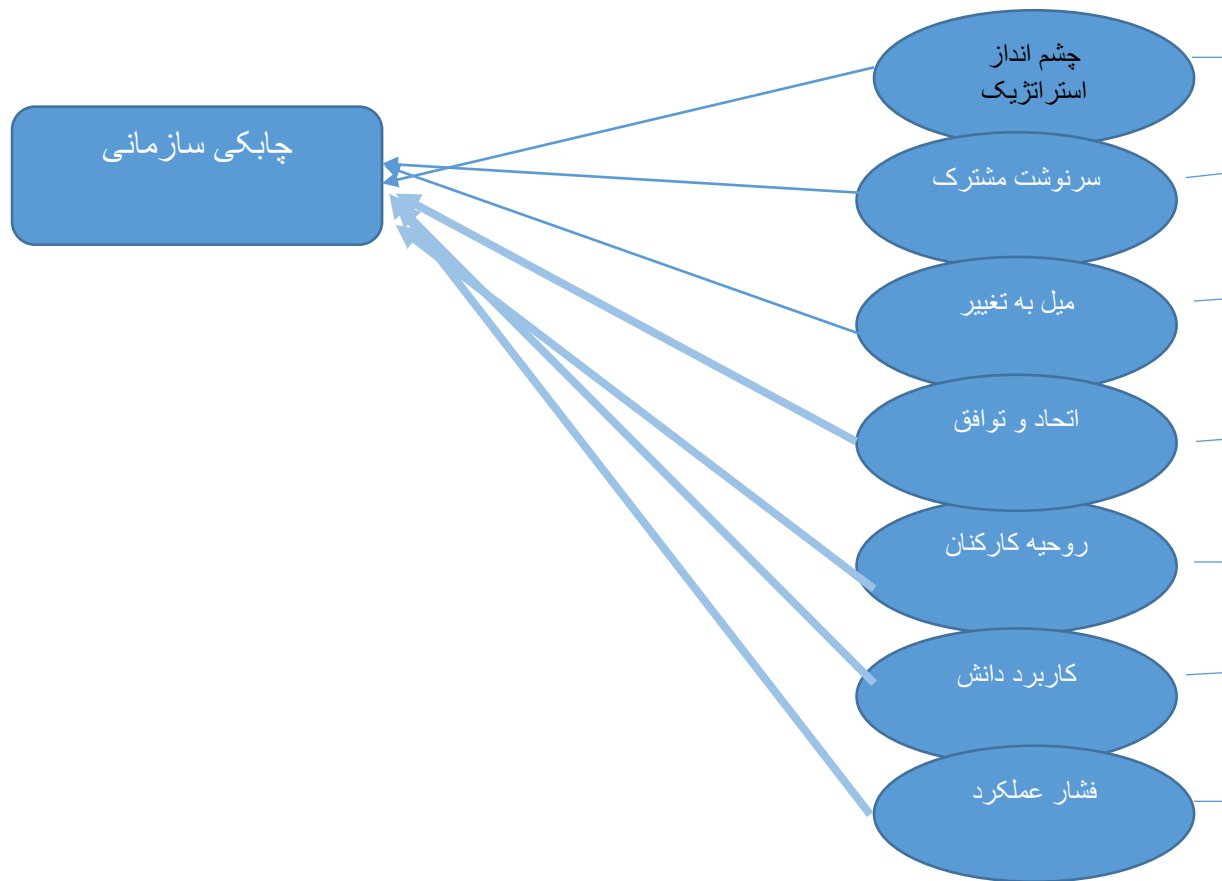 چشم انداز
استراتژیک
چابکی سازمانی
سرنوشت مشترک
میل به تغییر
اتحاد و توافق
روحیه کارکنان
کاربرد دانش
فشار عملکرد